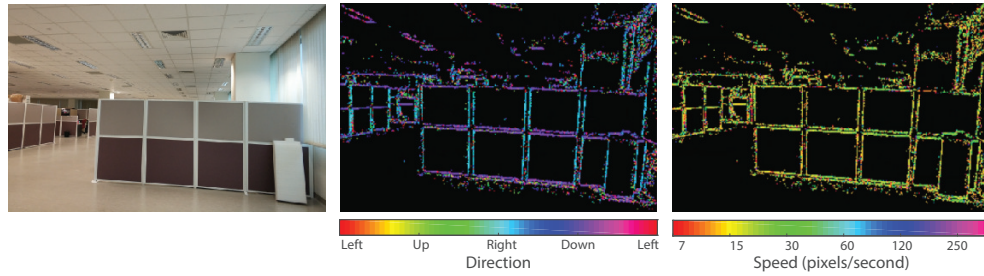 Left Up Right Down Left
Direction
7 15 30 60 120 250
Speed (pixels/second)